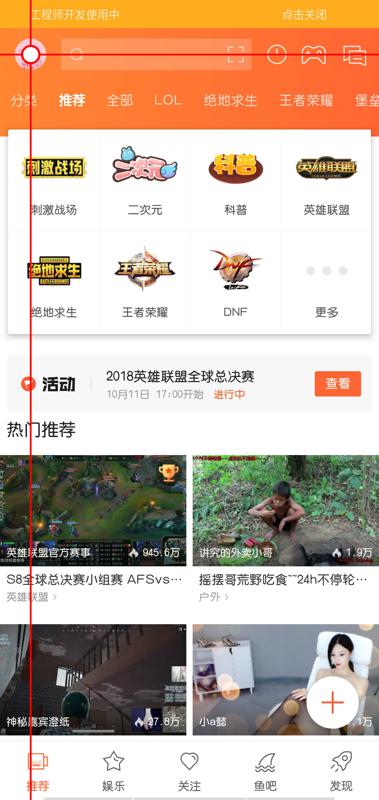 工程师开发使用中 点击关闭
分类 推荐 全部 LOL 绝地求生 王者荣耀 堡垒
刺激战场 二次元 科普 英雄联盟
刺激战场 二次元 科普 英雄联盟
绝地求生 王者荣耀 DNF
绝地求生 王者荣耀 DNF 更多
活动 2018英雄联盟全球总决赛 查看
10月11日 17:00开始 进行中
热门推荐
英雄联盟官方赛事 945.6万 讲究的外卖小哥 1.9万
S8全球总决赛小组赛 AFSvs··· 摇摆哥荒野吃食~~24h不停轮···
英雄联盟 > 户外 >
神秘嘉宾澄纸 27.8万 小a懿 .1万
推荐 娱乐 关注 鱼吧 发现